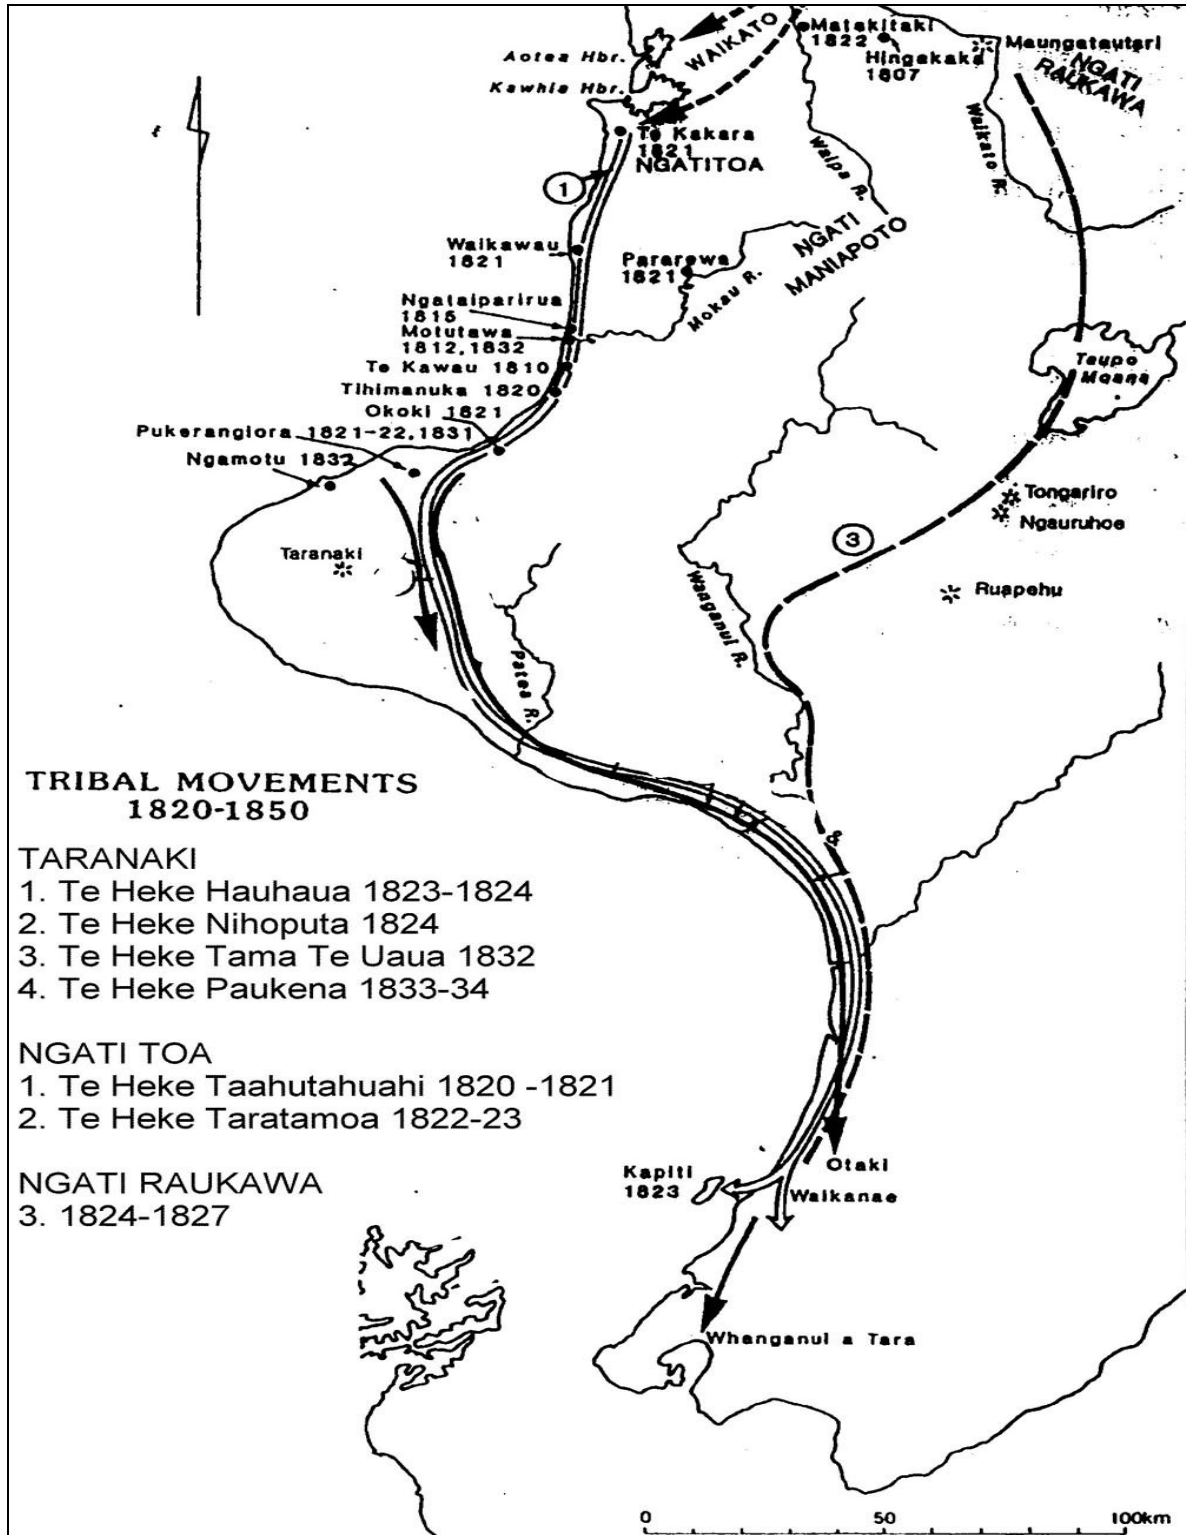 Matakitaki
1822
Hingakaka
1807
Maungatautari
NGATI
RAUKAWA
WAIKATO
Aotea Hbr.
Kawhia Hbr.
Te Kakara
1821
NGATITOA
1
Waipa R.
Waikato R.
Waikawau
1821
Pararewa
1821
NGATI
MANIAPOTO
Mokau R.
Ngataiparirua
1815
Motutawa
1812,1832
Te Kawau 1810
Tihimanuka 1820
Okoki 1821
Pukerangiora 1821-22,1831
Ngamotu 1832
Taupo
Moana
Tongariro
Ngauruhoe
3
Taranaki
Ruapehu
Wanganui R.
Patea R.
TRIBAL MOVEMENTS
1820-1850
TARANAKI
1. Te Heke Hauhaua 1823-1824
2. Te Heke Nihoputa 1824
3. Te Heke Tama Te Uaua 1832
4. Te Heke Paukena 1833-34
NGATI TOA
1. Te Heke Taahutahuahi 1820 -1821
2. Te Heke Taratamoa 1822-23
NGATI RAUKAWA
3. 1824-1827
&
Kapiti
1823
Otaki
Waikanae
Whanganui a Tara
0 50 100km